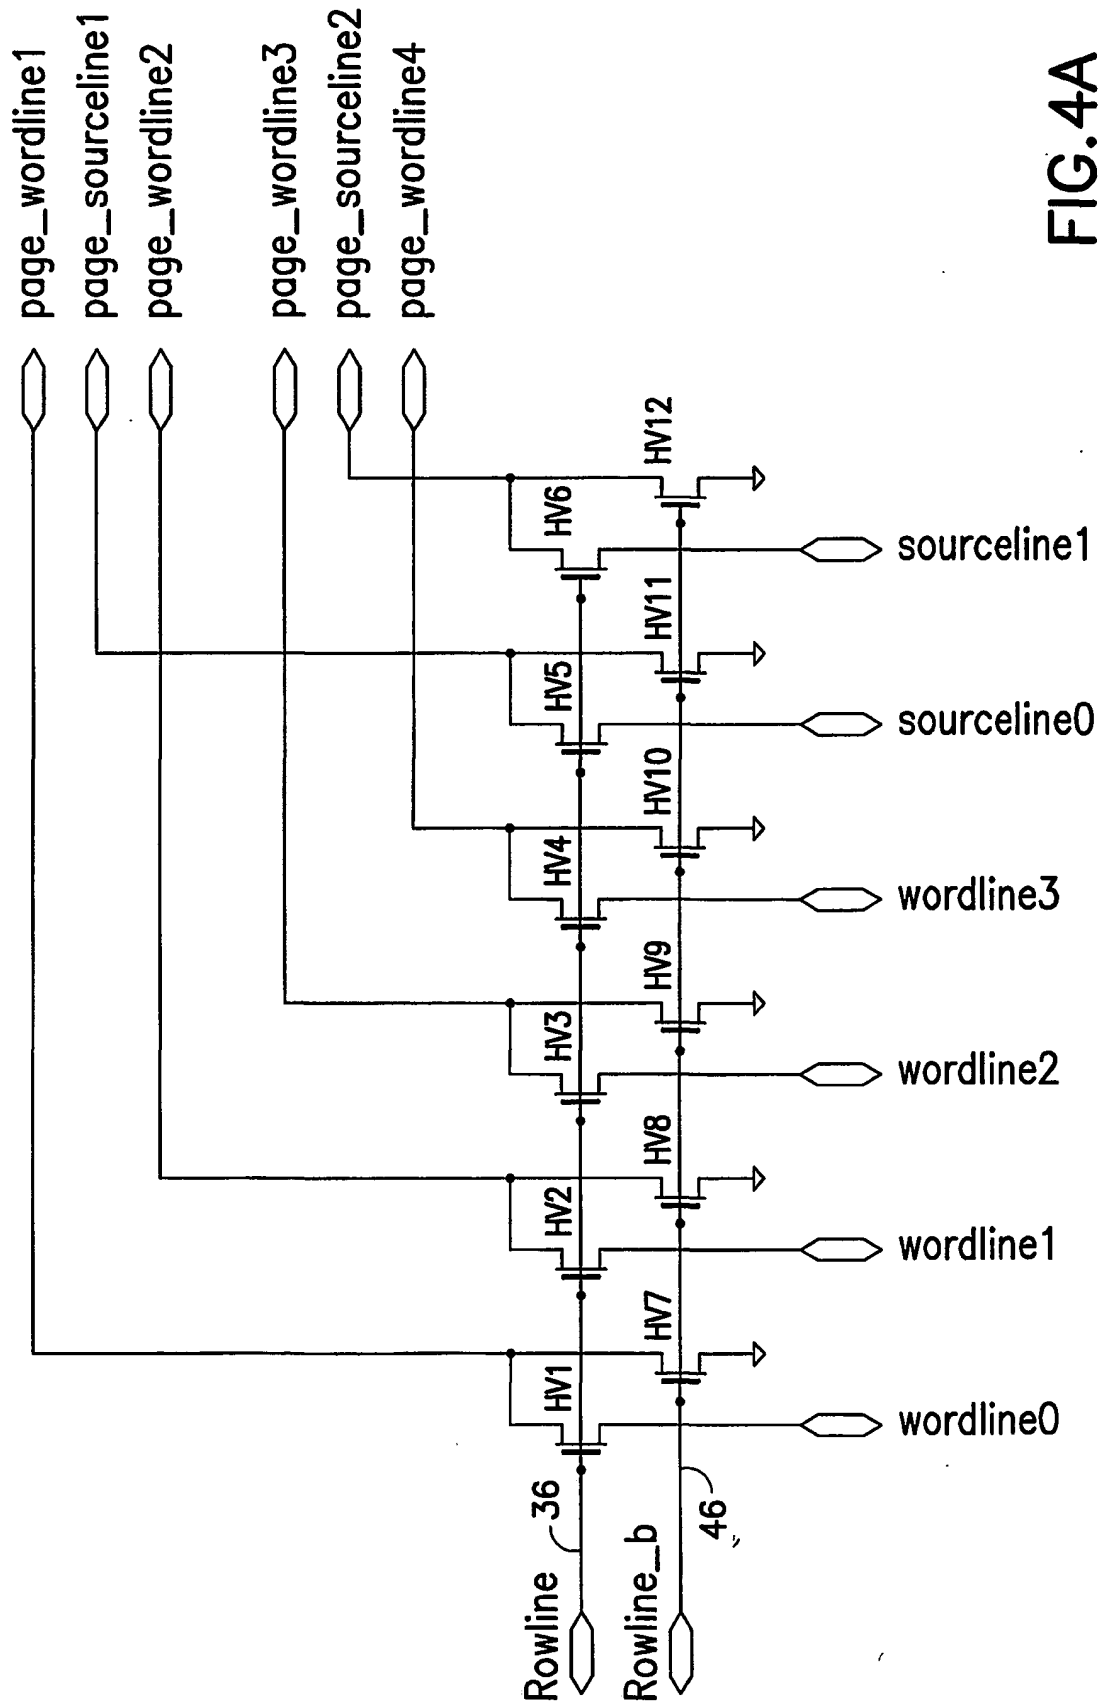 page_wordline1
page_sourceline1
page_wordline2
page_wordline3
page_sourceline2
page_wordline4
HV1
HV2
HV3
HV4
HV5
HV6
Rowline
36
HV7
HV8
HV9
HV10
HV11
HV12
Rowline_b
46
wordline0
wordline1
wordline2
wordline3
sourceline0
sourceline1
FIG.4A